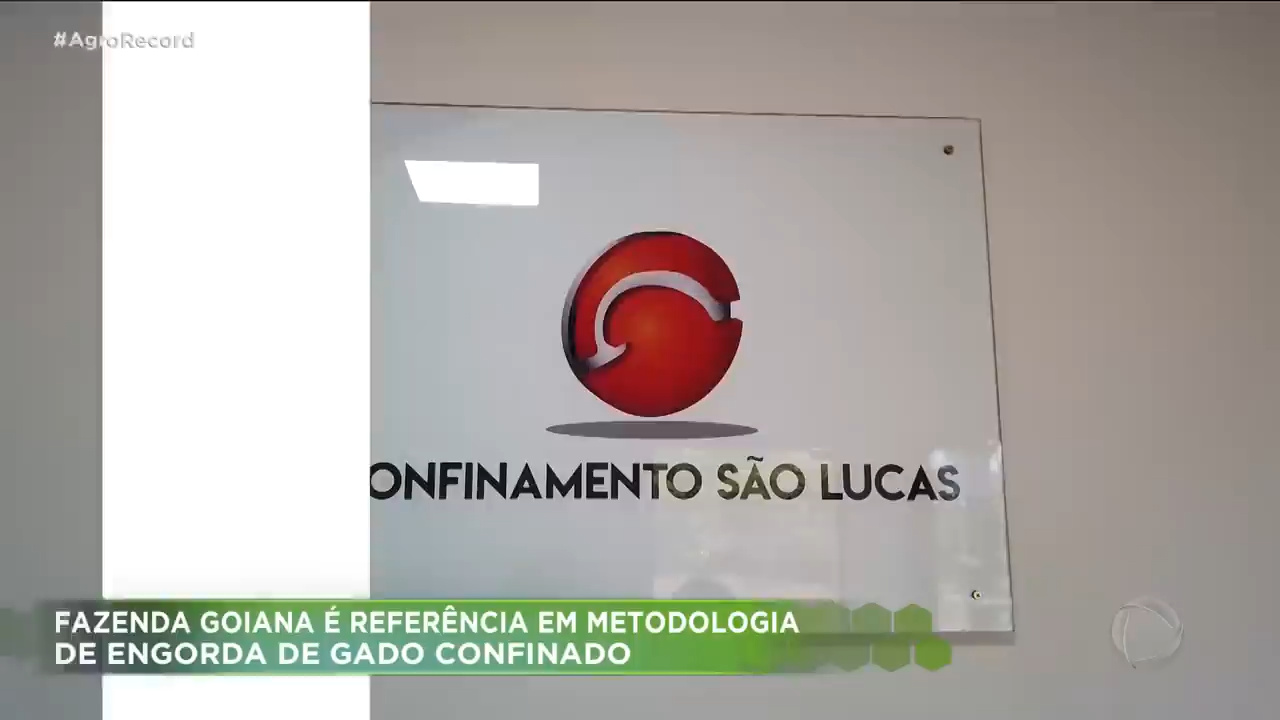 #AgroRecord
ONFINAMENTO SÃO LUCAS
FAZENDA GOIANA É REFERÊNCIA EM METODOLOGIA
DE ENGORDA DE GADO CONFINADO